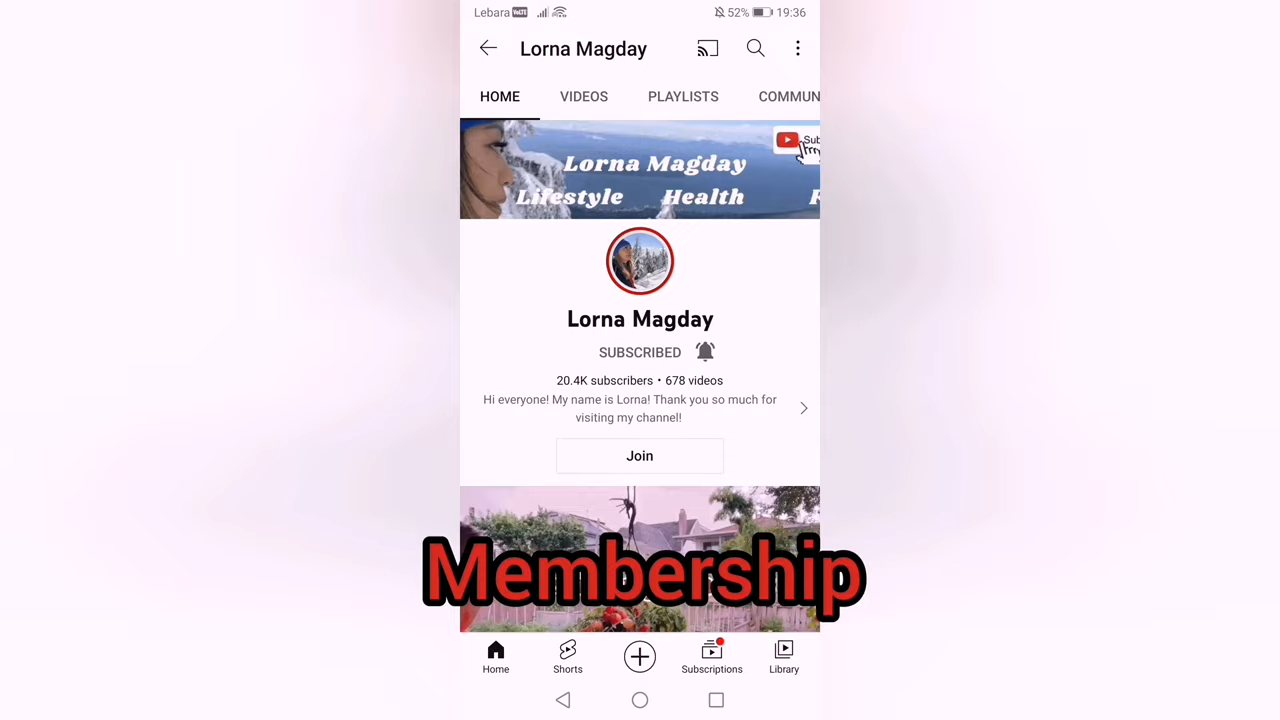 Lebara VoLTE 52% 19:36
Lorna Magday
HOME VIDEOS PLAYLISTS COMMUN
Sub
Lorna Magday
Lifestyle Health F
Lorna Magday
SUBSCRIBED
20.4K subscribers • 678 videos
Hi everyone! My name is Lorna! Thank you so much for
visiting my channel!
Join
Membership
Home Shorts Subscriptions Library